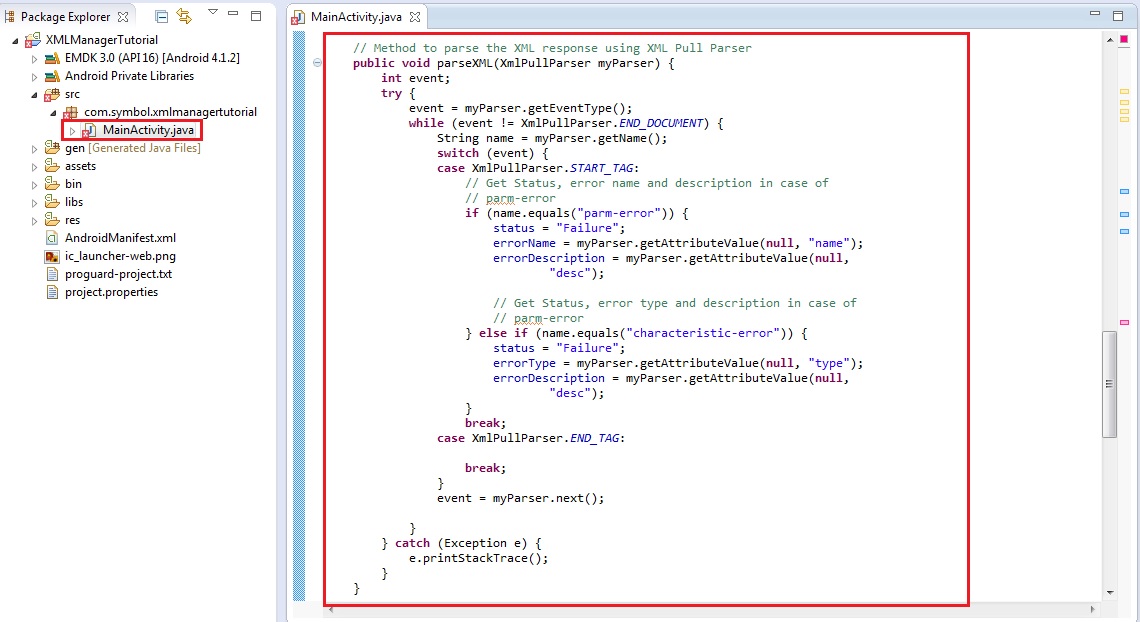 Package Explorer
XMLManagerTutorial
EMDK 3.0 (API16) [Android 4.1.2]
Android Private Libraries
src
com.symbol.xmlmanagertutorial
MainActivity.java
gen [Generated Java Files]
assets
bin
libs
res
AndroidManifest.xml
ic_launcher-web.png
proguard-project.txt
project.properties
MainActivity.java
// Method to parse the XML response using XML Pull Parser
public void parseXML(XmlPullParser myParser) {
int event;
try {
event = myParser.getEventType();
while (event != XmlPullParser.END_DOCUMENT) {
String name = myParser.getName();
switch (event) {
case XmlPullParser.START_TAG:
// Get Status, error name and description in case of
// parm-error
if (name.equals("parm-error")) {
status = "Failure";
errorName = myParser.getAttributeValue(null, "name");
errorDescription = myParser.getAttributeValue(null,
"desc");
// Get Status, error type and description in case of
// parm-error
} else if (name.equals("characteristic-error")) {
status = "Failure";
errorType = myParser.getAttributeValue(null, "type");
errorDescription = myParser.getAttributeValue(null,
"desc");
}
break;
case XmlPullParser.END_TAG:
break;
}
event = myParser.next();
}
} catch (Exception e) {
e.printStackTrace();
}
}